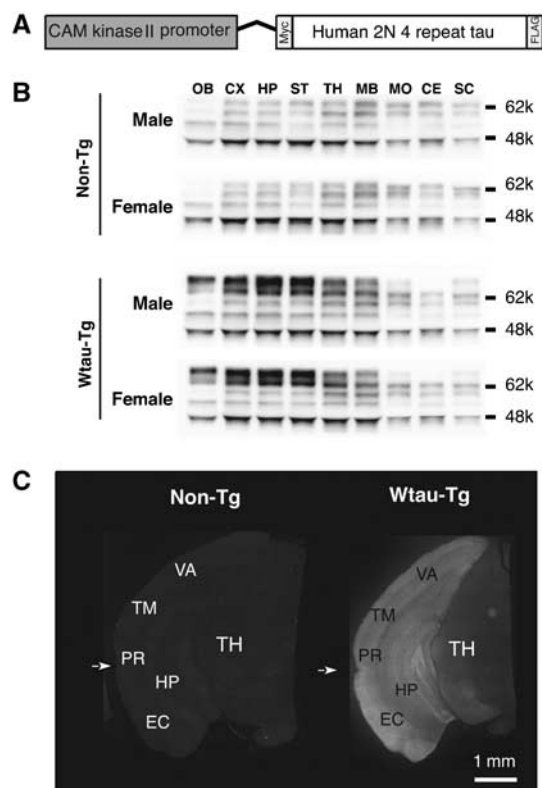 A
CAM kinase II promoter
Myc
Human 2N 4 repeat tau
FLAG
B
OB CX HP ST TH MB MO CE SC
Non-Tg
Male
62k
48k
Female
62k
48k
Wtau-Tg
Male
62k
48k
Female
62k
48k
C
Non-Tg
VA
TM
PR
TH
HP
EC
Wtau-Tg
VA
TM
PR
TH
HP
EC
1 mm